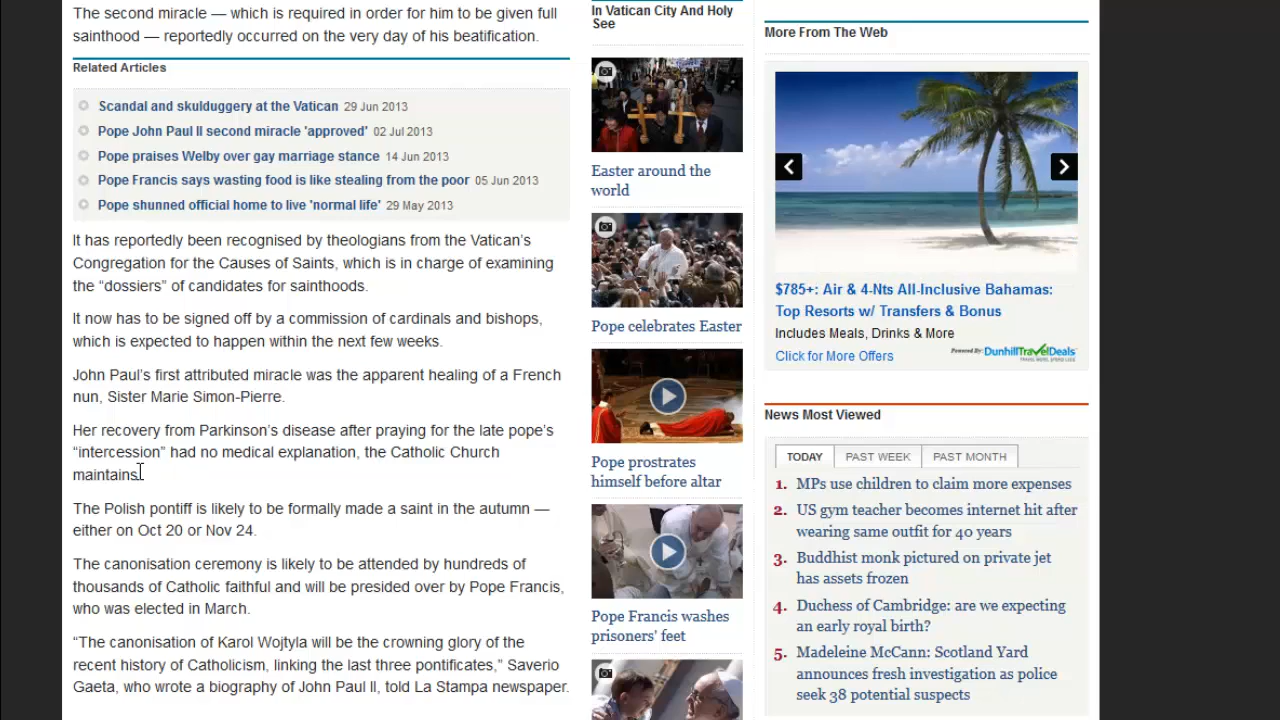 The second miracle — which is required in order for him to be given full
sainthood — reportedly occurred on the very day of his beatification.
Related Articles
Scandal and skulduggery at the Vatican 29 Jun 2013
Pope John Paul II second miracle 'approved' 02 Jul 2013
Pope praises Welby over gay marriage stance 14 Jun 2013
Pope Francis says wasting food is like stealing from the poor 05 Jun 2013
Pope shunned official home to live 'normal life' 29 May 2013
It has reportedly been recognised by theologians from the Vatican’s
Congregation for the Causes of Saints, which is in charge of examining
the “dossiers” of candidates for sainthoods.
It now has to be signed off by a commission of cardinals and bishops,
which is expected to happen within the next few weeks.
John Paul’s first attributed miracle was the apparent healing of a French
nun, Sister Marie Simon-Pierre.
Her recovery from Parkinson’s disease after praying for the late pope’s
“intercession” had no medical explanation, the Catholic Church
maintains.
The Polish pontiff is likely to be formally made a saint in the autumn —
either on Oct 20 or Nov 24.
The canonisation ceremony is likely to be attended by hundreds of
thousands of Catholic faithful and will be presided over by Pope Francis,
who was elected in March.
“The canonisation of Karol Wojtyla will be the crowning glory of the
recent history of Catholicism, linking the last three pontificates,” Saverio
Gaeta, who wrote a biography of John Paul II, told La Stampa newspaper.
In Vatican City And Holy
See
Easter around the
world
Pope celebrates Easter
Pope prostrates
himself before altar
Pope Francis washes
prisoners' feet
More From The Web
$785+: Air & 4-Nts All-Inclusive Bahamas:
Top Resorts w/ Transfers & Bonus
Includes Meals, Drinks & More
Click for More Offers
Powered By: DunhillTravelDeals
TRAVEL MORE, SPEND LESS
News Most Viewed
TODAY PAST WEEK PAST MONTH
1. MPs use children to claim more expenses
2. US gym teacher becomes internet hit after
wearing same outfit for 40 years
3. Buddhist monk pictured on private jet
has assets frozen
4. Duchess of Cambridge: are we expecting
an early royal birth?
5. Madeleine McCann: Scotland Yard
announces fresh investigation as police
seek 38 potential suspects